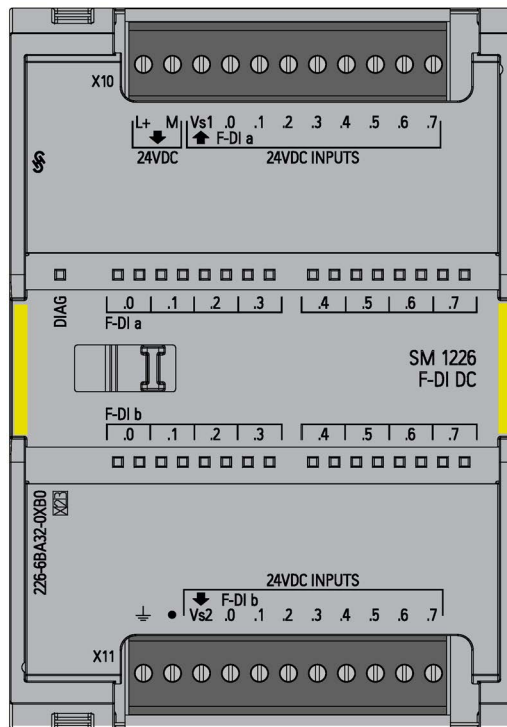 X10
L+ M Vs1 .0 .1 .2 .3 .4 .5 .6 .7
F-DI a
24VDC 24VDC INPUTS
DIAG
.0 .1 .2 .3 .4 .5 .6 .7
F-DI a
SM 1226
F-DI DC
F-DI b
.0 .1 .2 .3 .4 .5 .6 .7
226-6BA32-0XB0
24VDC INPUTS
F-DI b
Vs2 .0 .1 .2 .3 .4 .5 .6 .7
X11